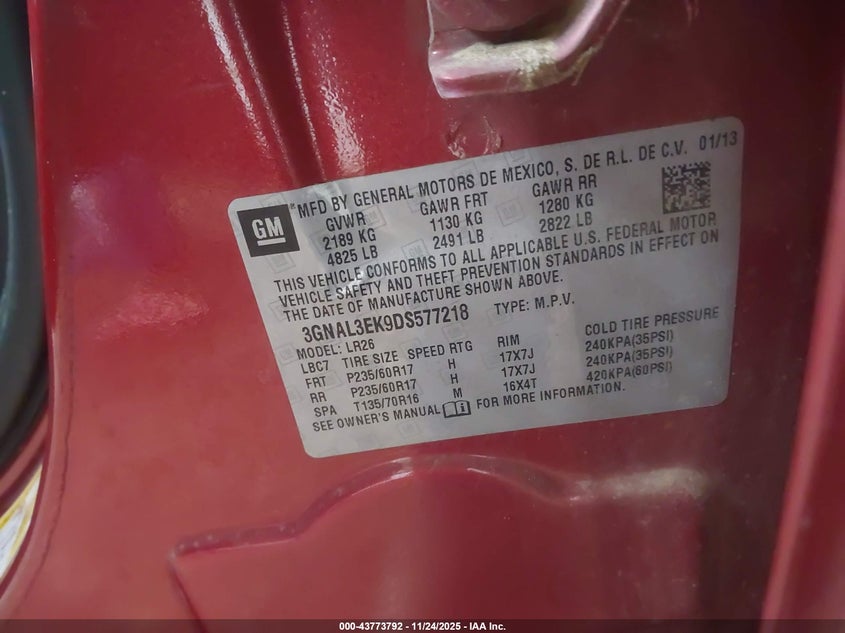 GM
MFD BY GENERAL MOTORS DE MEXICO, S. DE R.L. DE C.V. 01/13
GVWR GAWR FRT GAWR RR
2189 KG 1130 KG 1280 KG
4825 LB 2491 LB 2822 LB
THIS VEHICLE CONFORMS TO ALL APPLICABLE U.S. FEDERAL MOTOR
VEHICLE SAFETY AND THEFT PREVENTION STANDARDS IN EFFECT ON
THE DATE OF MANUFACTURE SHOWN ABOVE.
3GNAL3EK9DS577218 TYPE: M.P.V.
MODEL: LR26
LBC7 TIRE SIZE SPEED RTG RIM COLD TIRE PRESSURE
FRT P235/60R17 H 17X7J 240KPA(35PSI)
RR P235/60R17 H 17X7J 240KPA(35PSI)
SPA T135/70R16 M 16X4T 420KPA(60PSI)
SEE OWNER'S MANUAL FOR MORE INFORMATION.
000-43773792 - 11/24/2025 - IAA Inc.